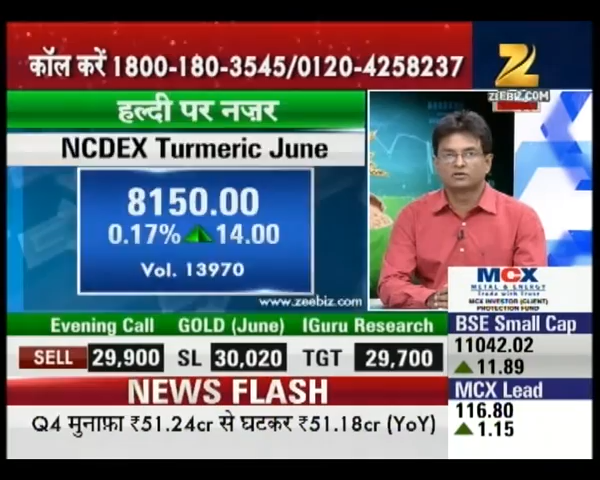 कॉल करें 1800-180-3545/0120-4258237
ZEEBIZ.COM
हल्दी पर नज़र
NCDEX Turmeric June
8150.00
0.17% 14.00
Vol. 13970
www.zeebiz.com
MCX
METAL & ENERGY
Trade with Trust
MCX INVESTOR (CLIENT)
PROTECTION FUND
Evening Call GOLD (June) IGuru Research
SELL 29,900 SL 30,020 TGT 29,700
BSE Small Cap
11042.02
11.89
NEWS FLASH
MCX Lead
116.80
1.15
Q4 मुनाफ़ा ₹51.24cr से घटकर ₹51.18cr (YoY)